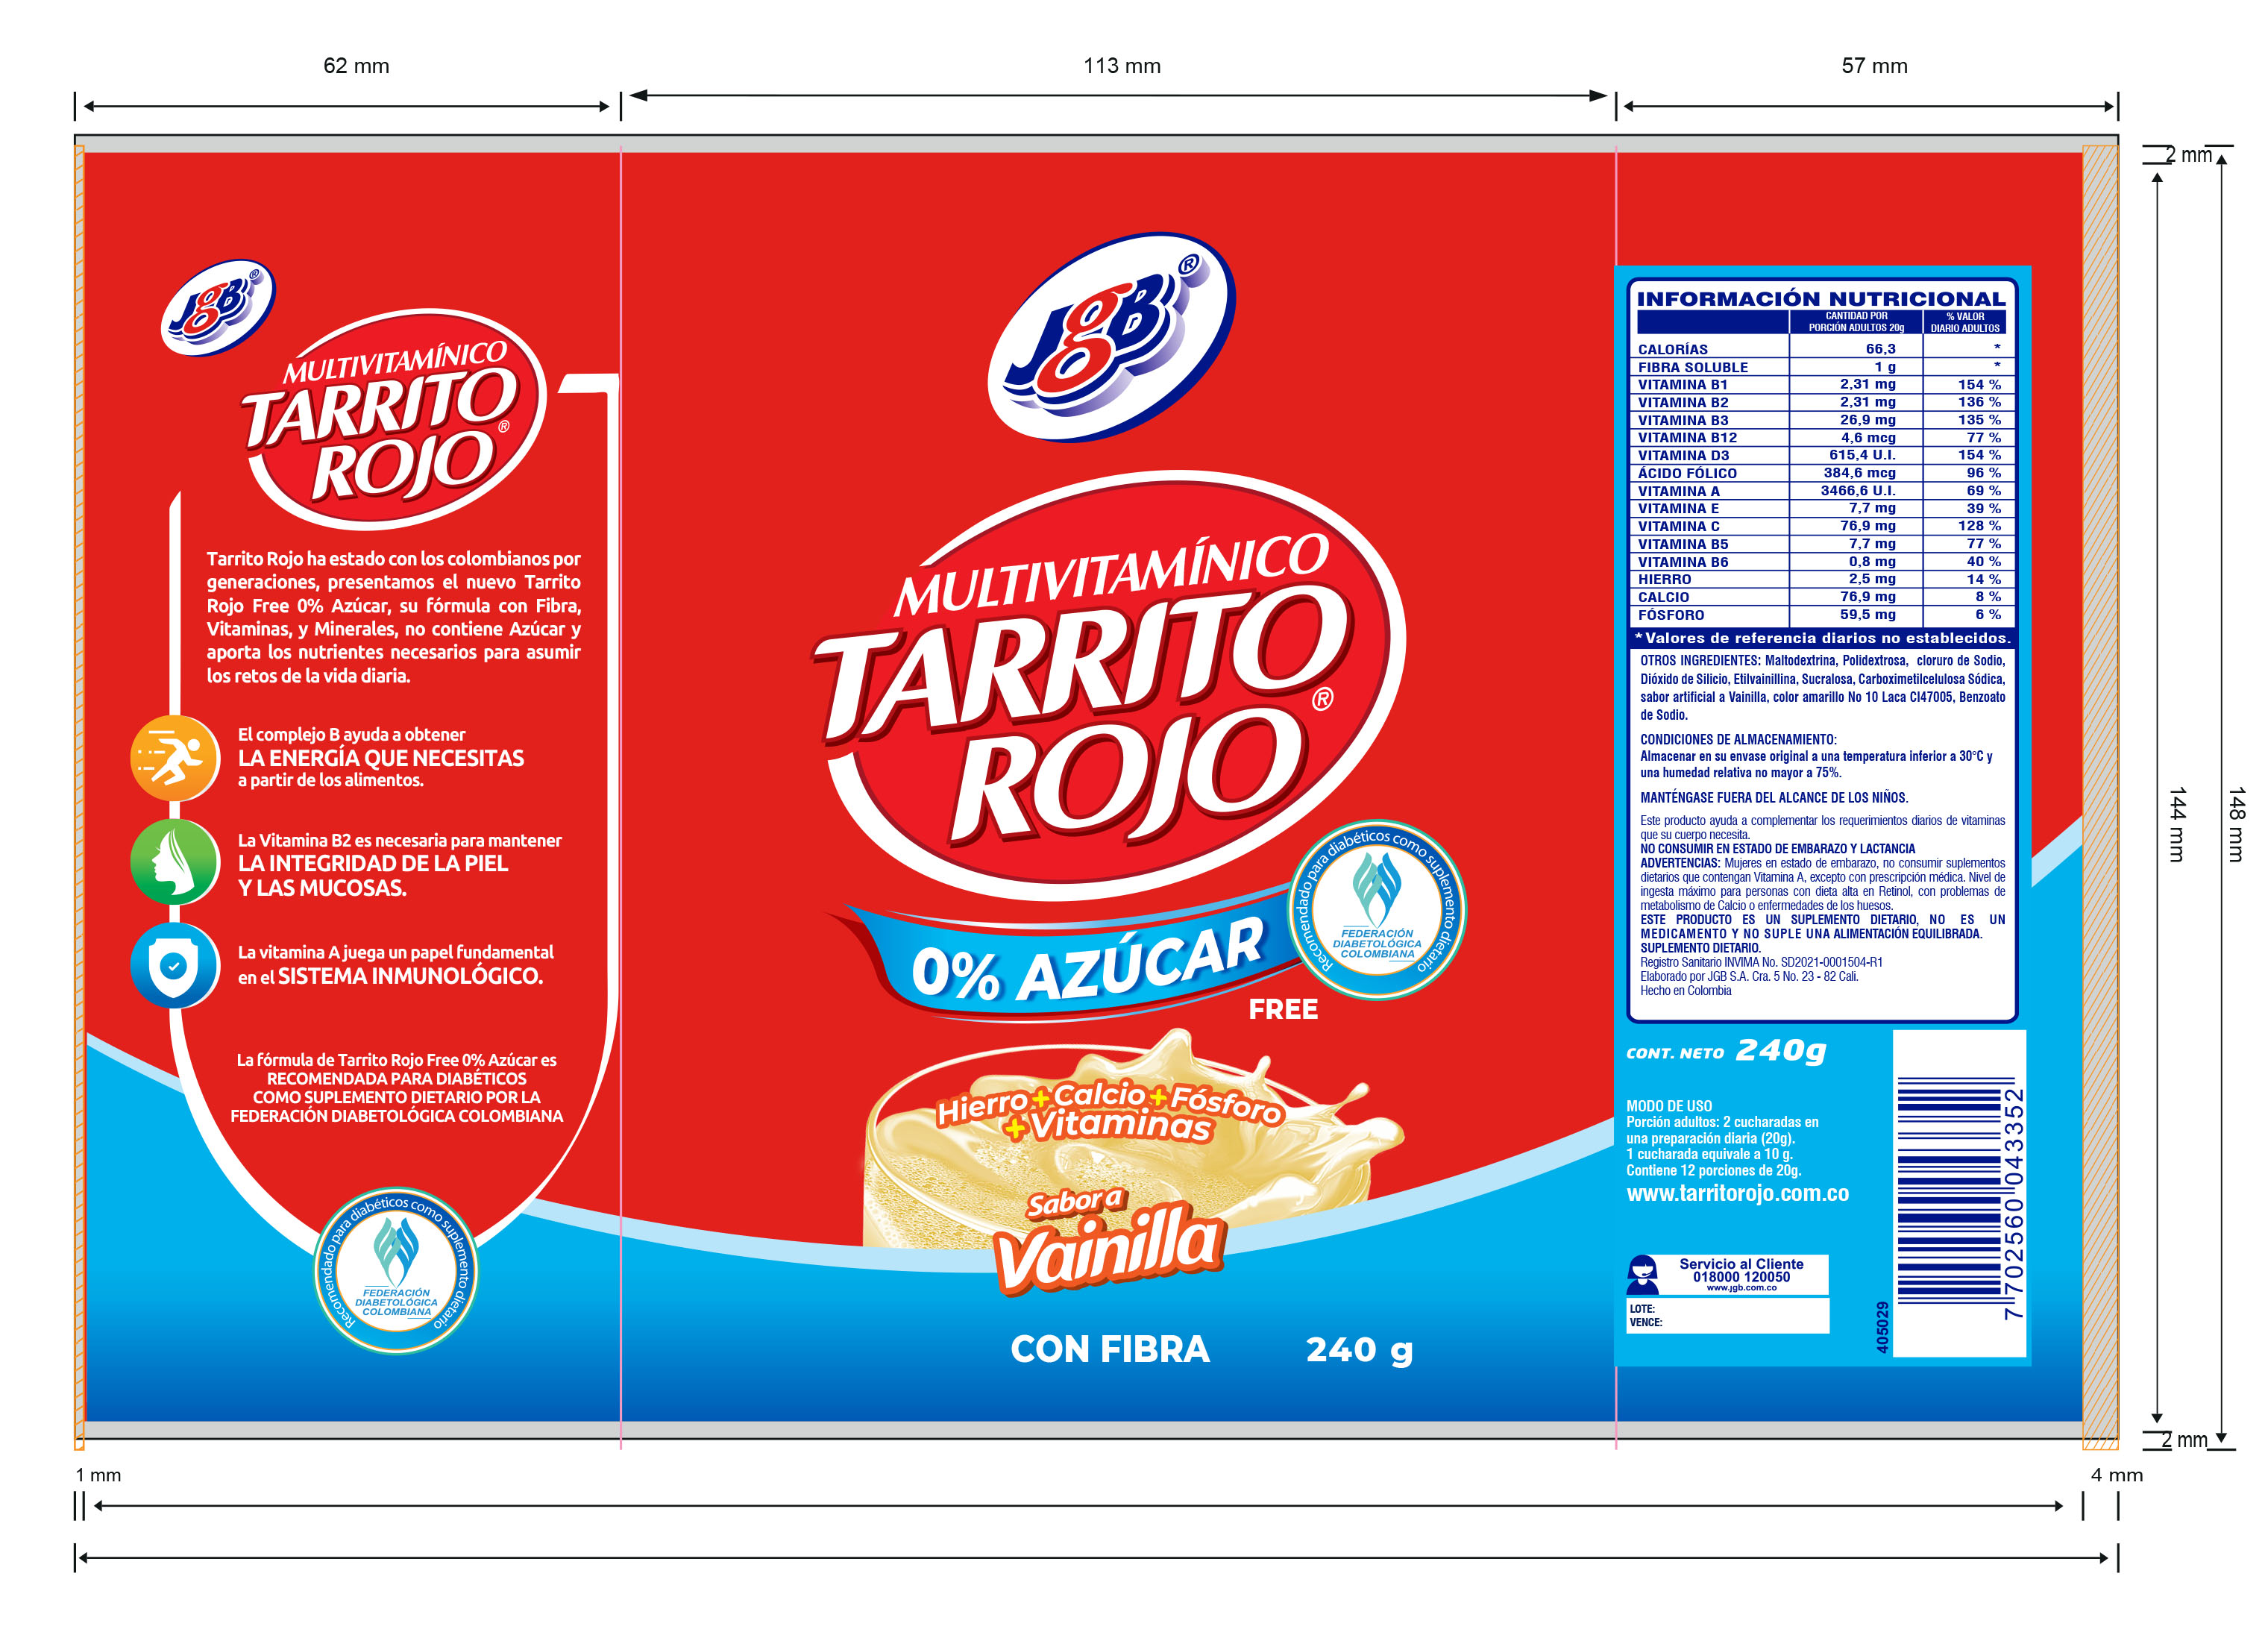 62 mm
113 mm
57 mm
2 mm
144 mm
148 mm
2 mm
1 mm
4 mm
JgB®
MULTIVITAMÍNICO
TARRITO
ROJO®
Tarrito Rojo ha estado con los colombianos por
generaciones, presentamos el nuevo Tarrito
Rojo Free 0% Azúcar, su fórmula con Fibra,
Vitaminas, y Minerales, no contiene Azúcar y
aporta los nutrientes necesarios para asumir
los retos de la vida diaria.
El complejo B ayuda a obtener
LA ENERGÍA QUE NECESITAS
a partir de los alimentos.
La Vitamina B2 es necesaria para mantener
LA INTEGRIDAD DE LA PIEL
Y LAS MUCOSAS.
La vitamina A juega un papel fundamental
en el SISTEMA INMUNOLÓGICO.
La fórmula de Tarrito Rojo Free 0% Azúcar es
RECOMENDADA PARA DIABÉTICOS
COMO SUPLEMENTO DIETARIO POR LA
FEDERACIÓN DIABETOLÓGICA COLOMBIANA
Recomendado para diabéticos como suplemento dietario
FEDERACIÓN
DIABETOLÓGICA
COLOMBIANA
JgB®
MULTIVITAMÍNICO
TARRITO
ROJO®
Recomendado para diabéticos como suplemento dietario
FEDERACIÓN
DIABETOLÓGICA
COLOMBIANA
0% AZÚCAR
FREE
Hierro+Calcio+Fósforo
+Vitaminas
Sabor a
Vainilla
CON FIBRA 240 g
INFORMACIÓN NUTRICIONAL
CANTIDAD POR
PORCIÓN ADULTOS 20g
% VALOR
DIARIO ADULTOS
CALORÍAS 66,3 *
FIBRA SOLUBLE 1 g *
VITAMINA B1 2,31 mg 154 %
VITAMINA B2 2,31 mg 136 %
VITAMINA B3 26,9 mg 135 %
VITAMINA B12 4,6 mcg 77 %
VITAMINA D3 615,4 U.I. 154 %
ÁCIDO FÓLICO 384,6 mcg 96 %
VITAMINA A 3466,6 U.I. 69 %
VITAMINA E 7,7 mg 39 %
VITAMINA C 76,9 mg 128 %
VITAMINA B5 7,7 mg 77 %
VITAMINA B6 0,8 mg 40 %
HIERRO 2,5 mg 14 %
CALCIO 76,9 mg 8 %
FÓSFORO 59,5 mg 6 %
* Valores de referencia diarios no establecidos.
OTROS INGREDIENTES: Maltodextrina, Polidextrosa, cloruro de Sodio,
Dióxido de Silicio, Etilvainillina, Sucralosa, Carboximetilcelulosa Sódica,
sabor artificial a Vainilla, color amarillo No 10 Laca CI47005, Benzoato
de Sodio.
CONDICIONES DE ALMACENAMIENTO:
Almacenar en su envase original a una temperatura inferior a 30°C y
una humedad relativa no mayor a 75%.
MANTÉNGASE FUERA DEL ALCANCE DE LOS NIÑOS.
Este producto ayuda a complementar los requerimientos diarios de vitaminas
que su cuerpo necesita.
NO CONSUMIR EN ESTADO DE EMBARAZO Y LACTANCIA
ADVERTENCIAS: Mujeres en estado de embarazo, no consumir suplementos
dietarios que contengan Vitamina A, excepto con prescripción médica. Nivel de
ingesta máximo para personas con dieta alta en Retinol, con problemas de
metabolismo de Calcio o enfermedades de los huesos.
ESTE PRODUCTO ES UN SUPLEMENTO DIETARIO, NO ES UN
MEDICAMENTO Y NO SUPLE UNA ALIMENTACIÓN EQUILIBRADA.
SUPLEMENTO DIETARIO.
Registro Sanitario INVIMA No. SD2021-0001504-R1
Elaborado por JGB S.A. Cra. 5 No. 23 - 82 Cali.
Hecho en Colombia
CONT. NETO 240g
MODO DE USO
Porción adultos: 2 cucharadas en
una preparación diaria (20g).
1 cucharada equivale a 10 g.
Contiene 12 porciones de 20g.
www.tarritorojo.com.co
Servicio al Cliente
018000 120050
www.jgb.com.co
LOTE:
VENCE:
405029
7 702560 043352